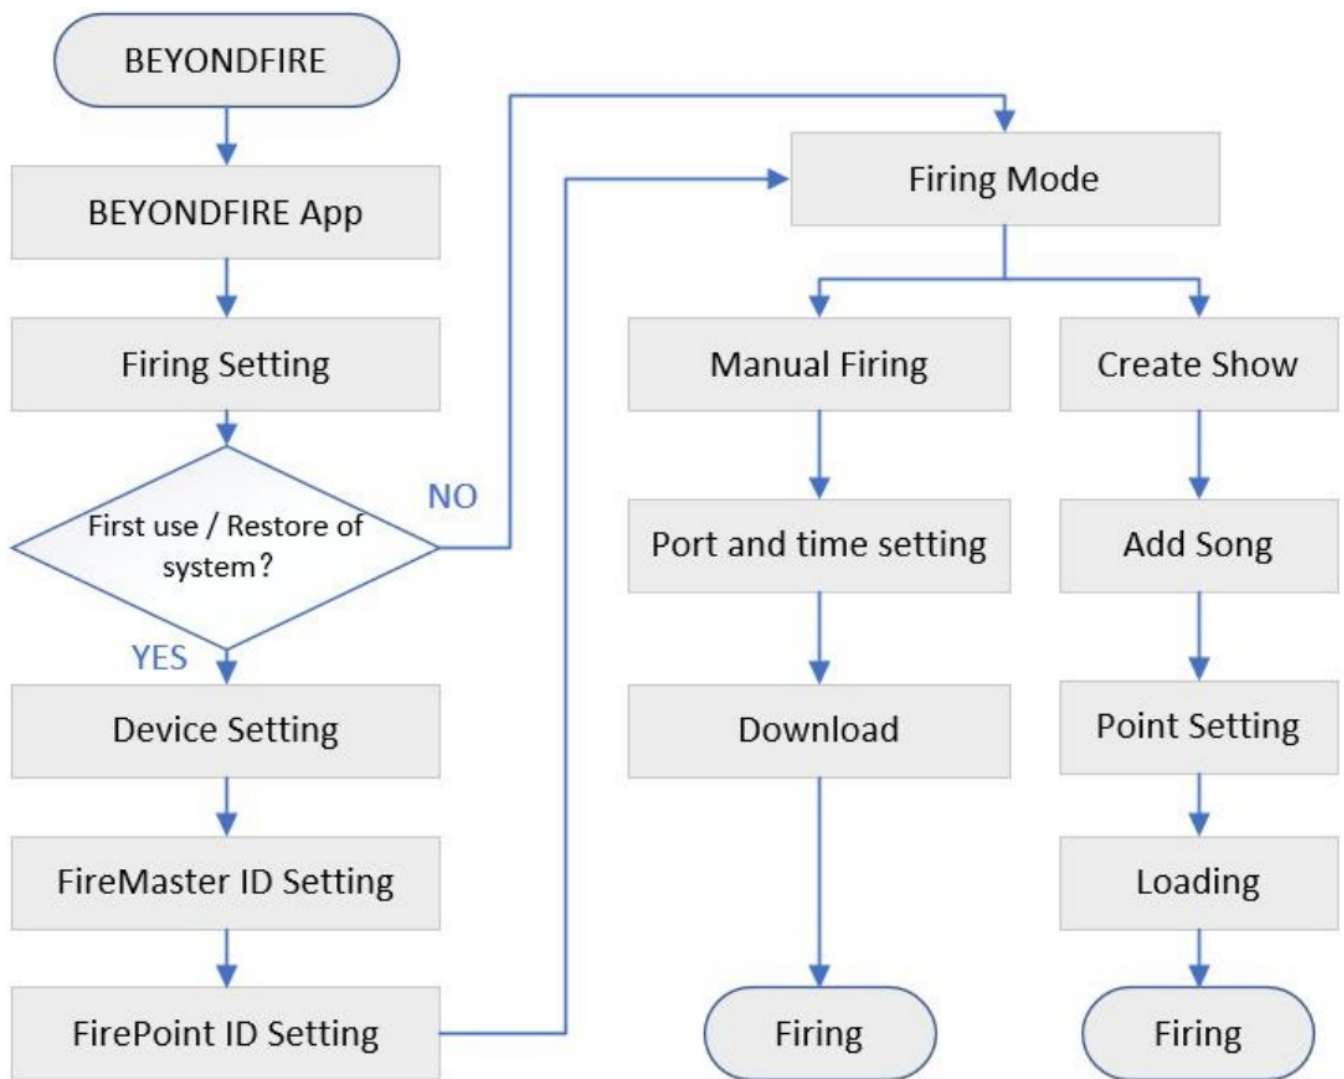 BEYONDFIRE
BEYONDFIRE App
Firing Setting
First use / Restore of
system?
NO
YES
Device Setting
FireMaster ID Setting
FirePoint ID Setting
Firing Mode
Manual Firing
Port and time setting
Download
Firing
Create Show
Add Song
Point Setting
Loading
Firing